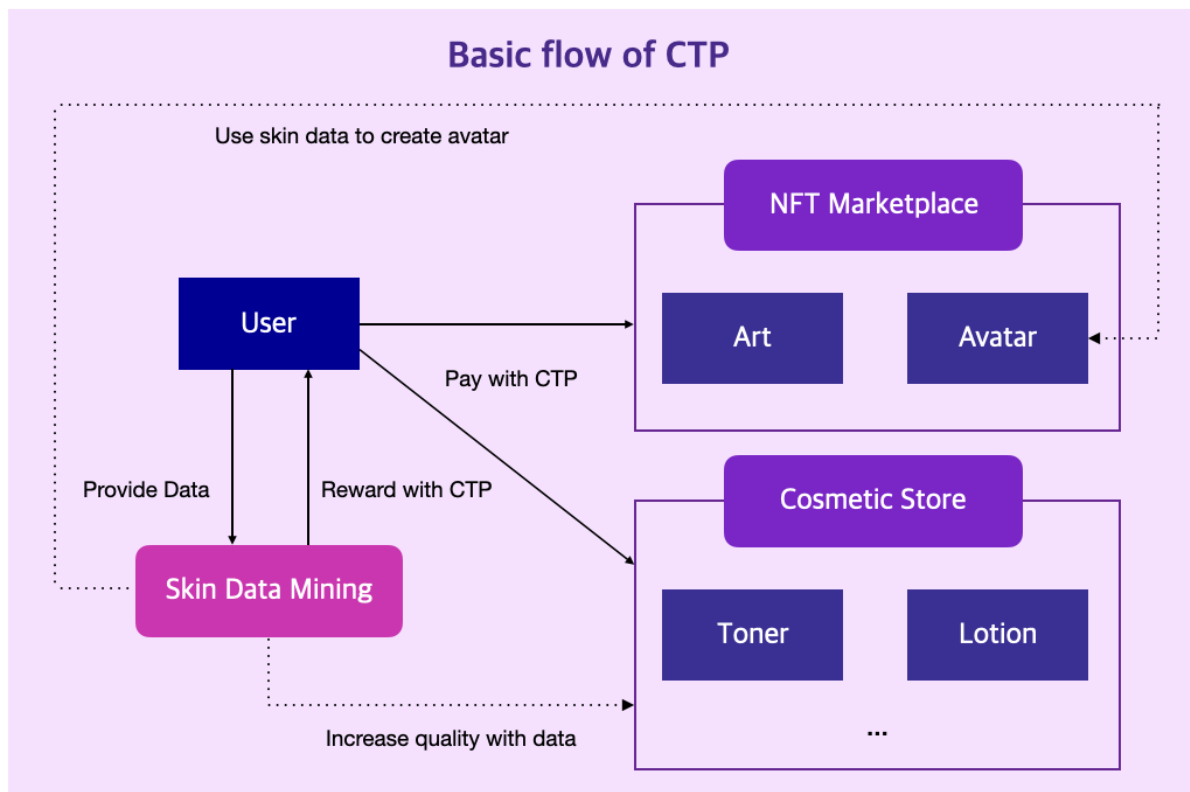 Basic flow of CTP
Use skin data to create avatar
NFT Marketplace
User
Art
Avatar
Pay with CTP
Provide Data
Reward with CTP
Cosmetic Store
Skin Data Mining
Toner
Lotion
Increase quality with data
...